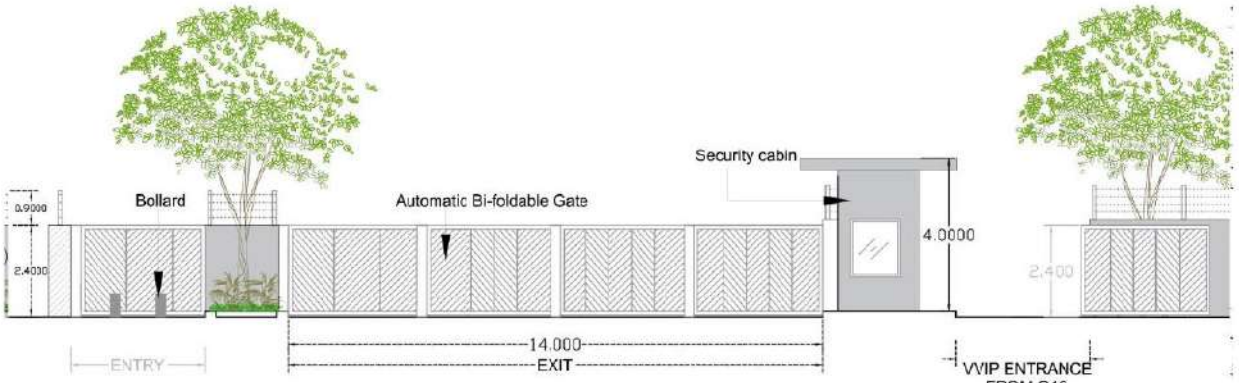 Security cabin
0.9000
Bollard
Automatic Bi-foldable Gate
4.0000
2.4000
2.400
14.000
ENTRY
EXIT
VVIP ENTRANCE